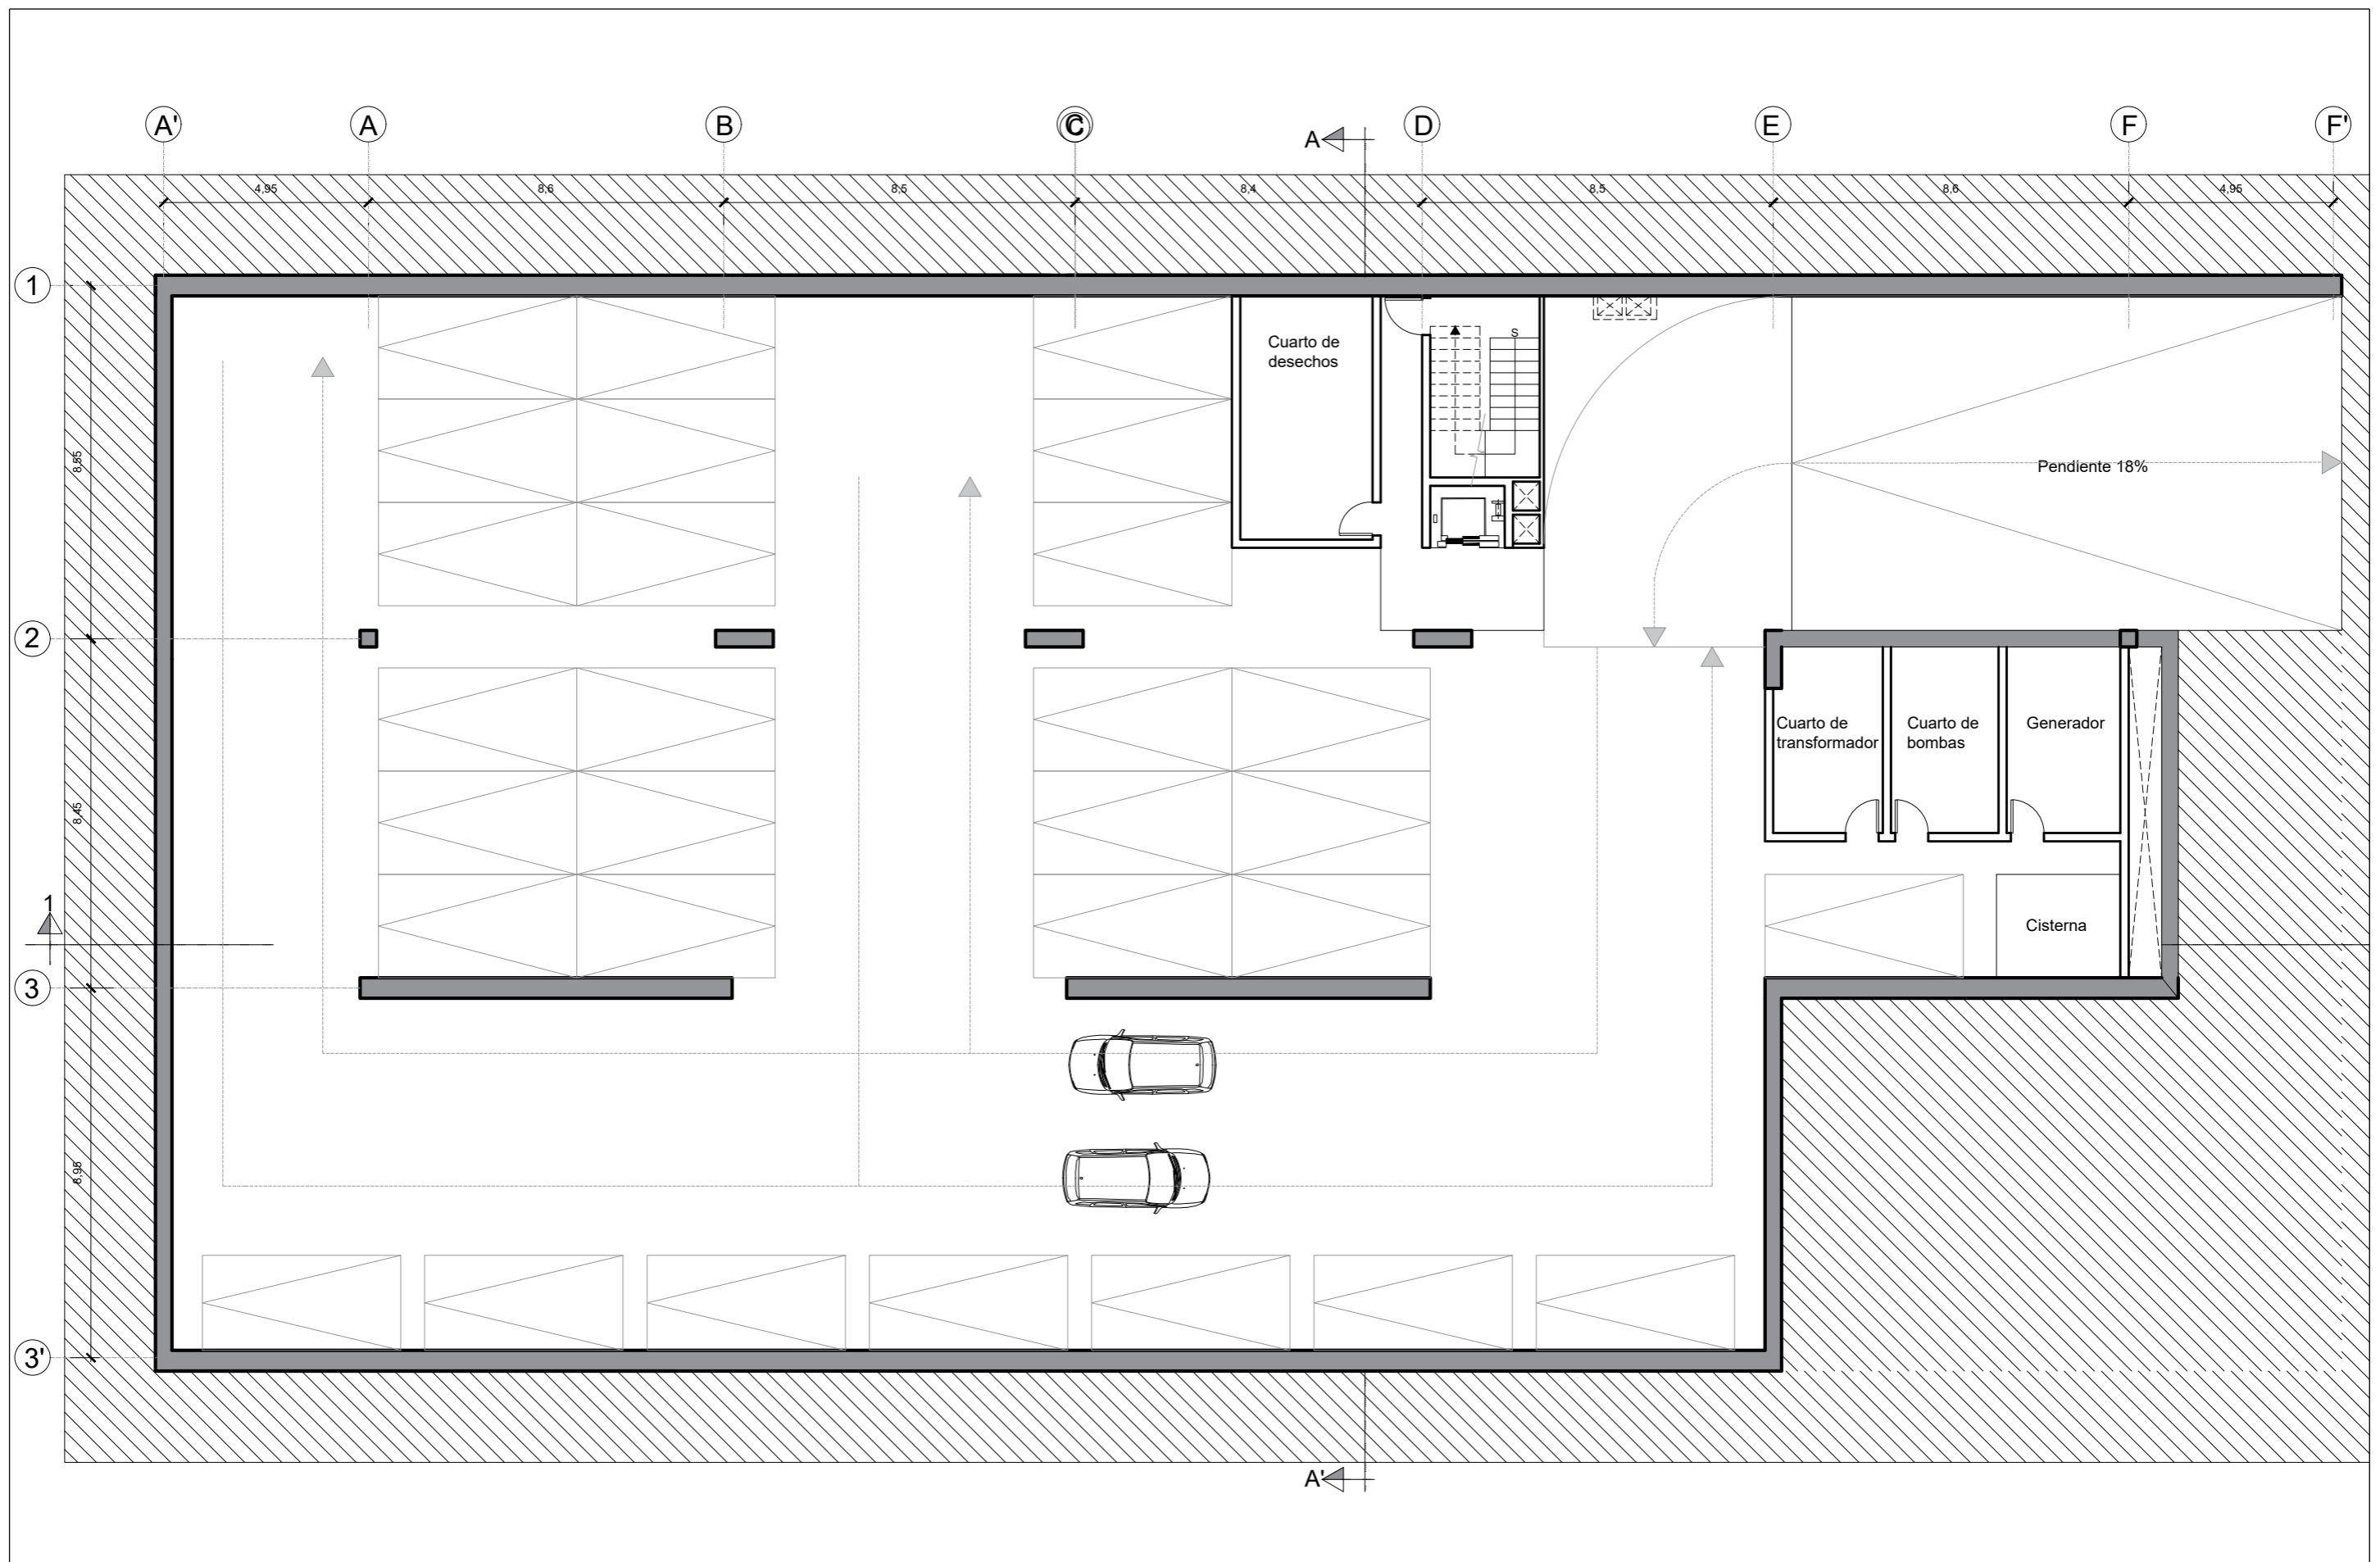 A'
A
B
C
A
D
E
F
F'
4,95
8,6
8,5
8,4
8,5
8,6
4,95
1
Cuarto de
desechos
S
8,55
Pendiente 18%
2
Cuarto de
transformador
Cuarto de
bombas
Generador
8,45
1
Cisterna
3
8,95
3'
A'